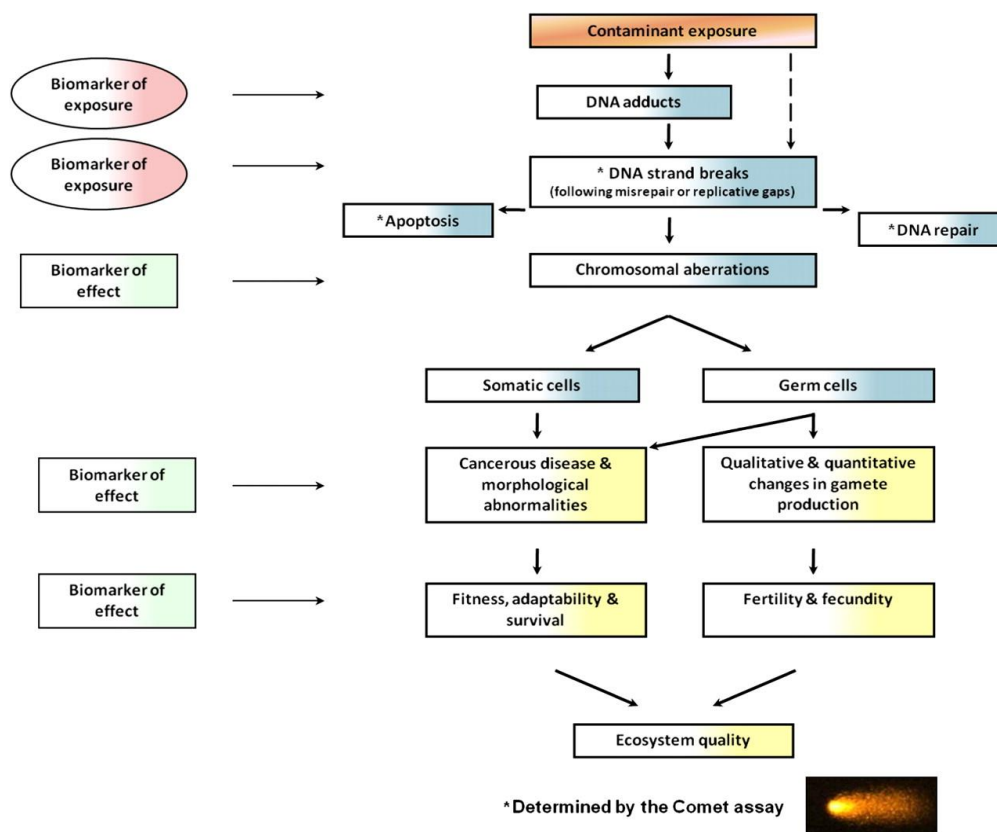 Contaminant exposure
Biomarker of
exposure
DNA adducts
Biomarker of
exposure
* DNA strand breaks
(following misrepair or replicative gaps)
*Apoptosis
*DNA repair
Biomarker of
effect
Chromosomal aberrations
Somatic cells
Germ cells
Biomarker of
effect
Cancerous disease &
morphological
abnormalities
Qualitative & quantitative
changes in gamete
production
Biomarker of
effect
Fitness, adaptability &
survival
Fertility & fecundity
Ecosystem quality
*Determined by the Comet assay